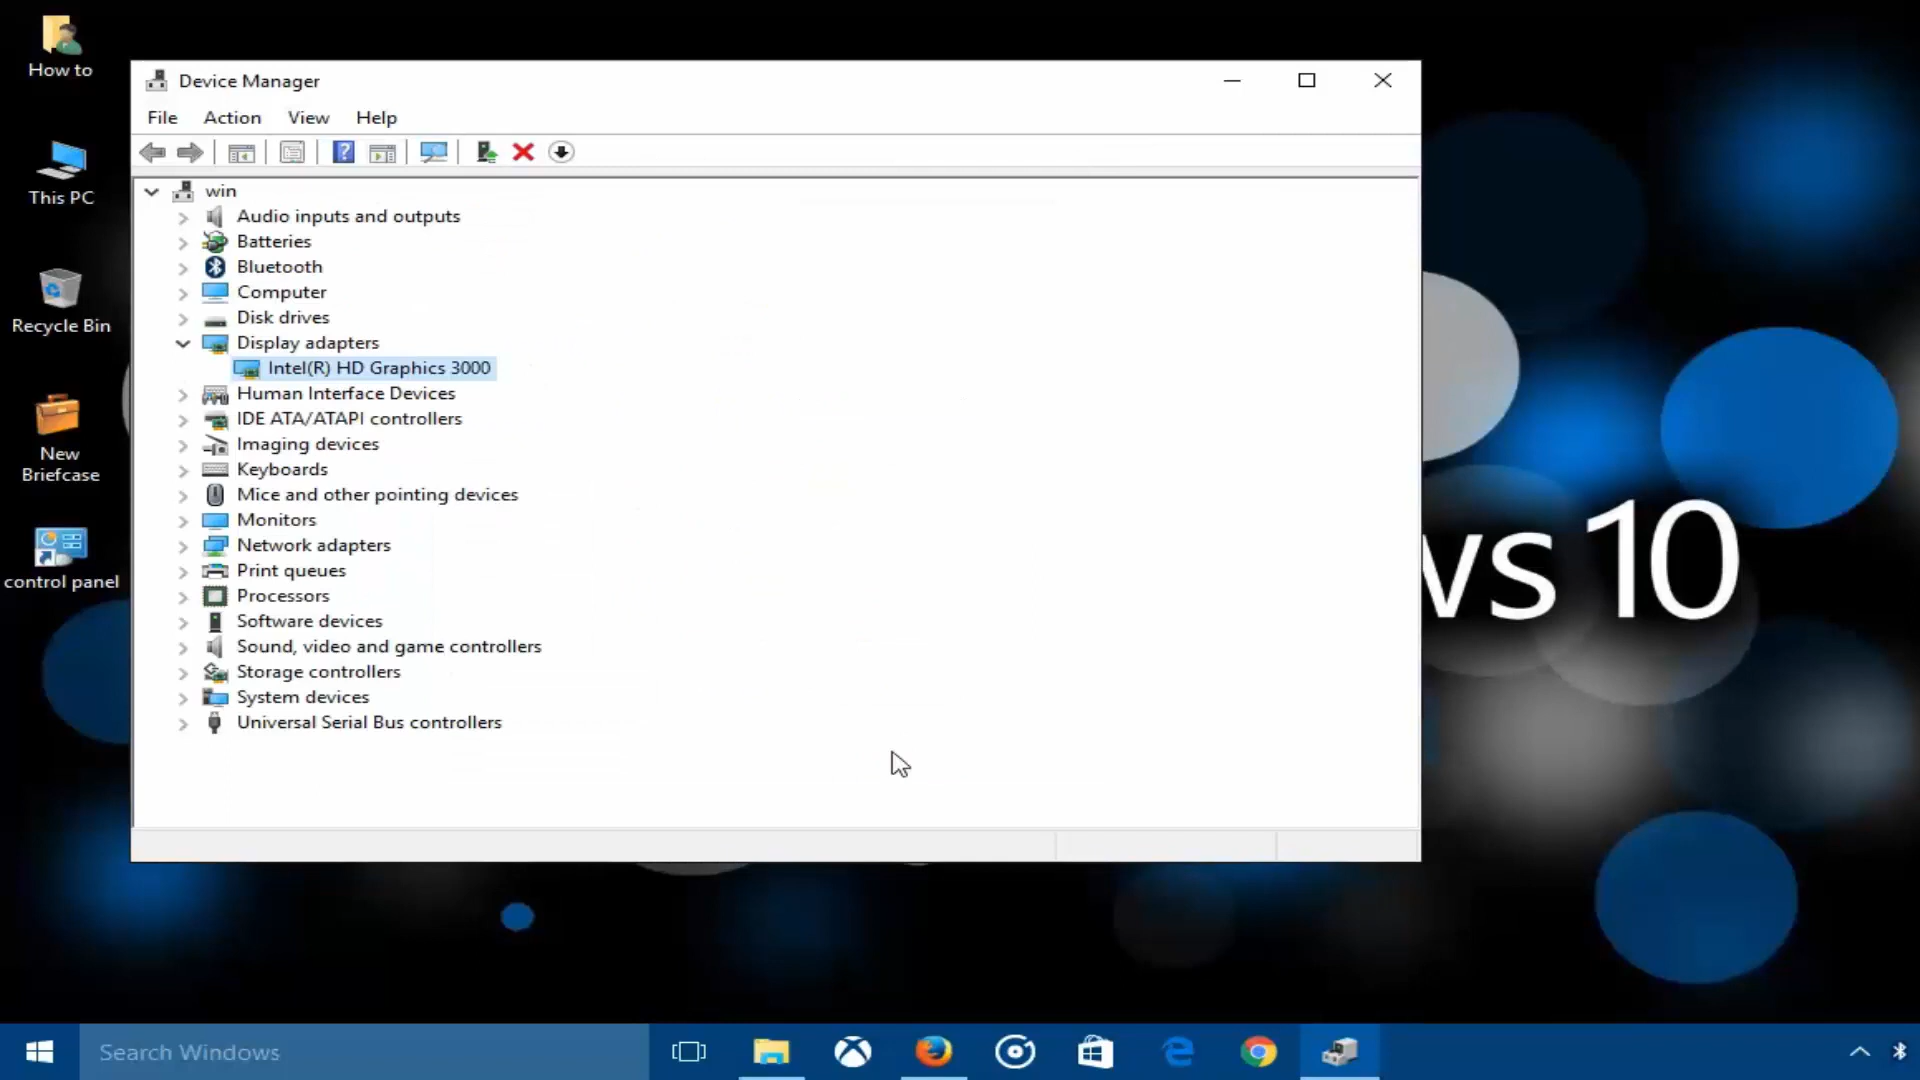 How to
This PC
Recycle Bin
New
Briefcase
control panel
Device Manager
File Action View Help
win
Audio inputs and outputs
Batteries
Bluetooth
Computer
Disk drives
Display adapters
Intel(R) HD Graphics 3000
Human Interface Devices
IDE ATA/ATAPI controllers
Imaging devices
Keyboards
Mice and other pointing devices
Monitors
Network adapters
Print queues
Processors
Software devices
Sound, video and game controllers
Storage controllers
System devices
Universal Serial Bus controllers
ws 10
Search Windows